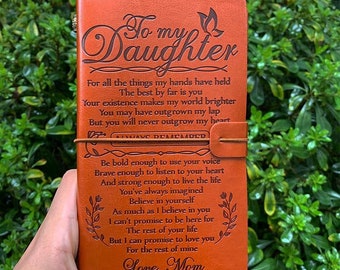 To my
Daughter
For all the things my hands have held
The best by far is you
Your existence makes my world brighter
You may have outgrown my lap
But you will never outgrow my heart
ALWAYS REMEMBER
Be bold enough to use your voice
Brave enough to listen to your heart
And strong enough to live the life
You've always imagined
Believe in yourself
As much as I believe in you
I can't promise to be here for
The rest of your life
But I can promise to love you
For the rest of mine
Love, Mom